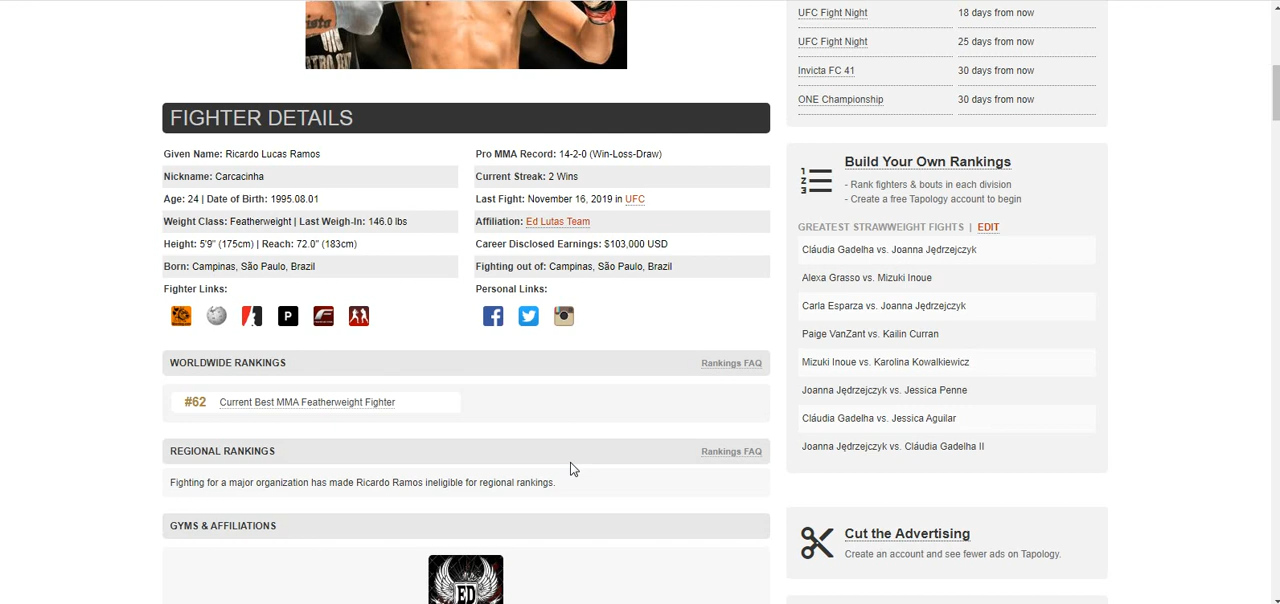 UFC Fight Night 18 days from now
UFC Fight Night 25 days from now
Invicta FC 41 30 days from now
ONE Championship 30 days from now
FIGHTER DETAILS
Given Name: Ricardo Lucas Ramos
Pro MMA Record: 14-2-0 (Win-Loss-Draw)
Nickname: Carcacinha
Current Streak: 2 Wins
Age: 24 | Date of Birth: 1995.08.01
Last Fight: November 16, 2019 in UFC
Weight Class: Featherweight | Last Weigh-In: 146.0 lbs
Affiliation: Ed Lutas Team
Height: 5'9" (175cm) | Reach: 72.0" (183cm)
Career Disclosed Earnings: $103,000 USD
Born: Campinas, São Paulo, Brazil
Fighting out of: Campinas, São Paulo, Brazil
Fighter Links:
Personal Links:
P
WORLDWIDE RANKINGS Rankings FAQ
#62 Current Best MMA Featherweight Fighter
REGIONAL RANKINGS Rankings FAQ
Fighting for a major organization has made Ricardo Ramos ineligible for regional rankings.
GYMS & AFFILIATIONS
ED
1
2
3
Build Your Own Rankings
- Rank fighters & bouts in each division
- Create a free Tapology account to begin
GREATEST STRAWWEIGHT FIGHTS | EDIT
Cláudia Gadelha vs. Joanna Jędrzejczyk
Alexa Grasso vs. Mizuki Inoue
Carla Esparza vs. Joanna Jędrzejczyk
Paige VanZant vs. Kailin Curran
Mizuki Inoue vs. Karolina Kowalkiewicz
Joanna Jędrzejczyk vs. Jessica Penne
Cláudia Gadelha vs. Jessica Aguilar
Joanna Jędrzejczyk vs. Cláudia Gadelha II
Cut the Advertising
Create an account and see fewer ads on Tapology.